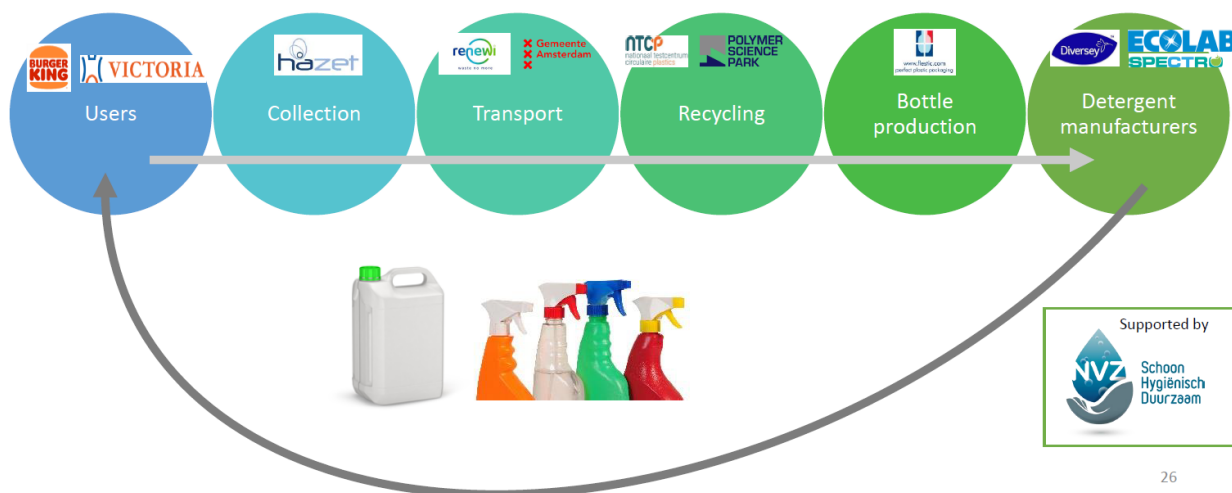 BURGER
KING
VICTORIA
Users
hazet
Collection
renewi
waste no more
Gemeente
Amsterdam
Transport
NTCP
nationaal testcentrum
circulaire plastics
POLYMER
SCIENCE
PARK
Recycling
www.flestic.com
perfect plastic packaging
Bottle
production
Diversey
ECOLAB
SPECTRO
Detergent
manufacturers
Supported by
NVZ
Schoon
Hygiënisch
Duurzaam
26